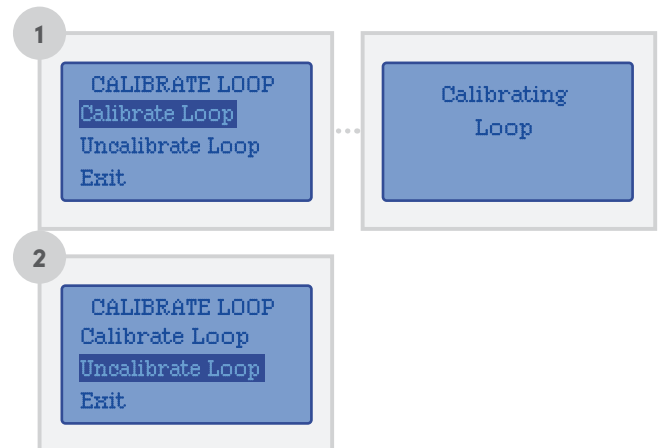 1
CALIBRATE LOOP
Calibrate Loop
Uncalibrate Loop
Exit
Calibrating
Loop
2
CALIBRATE LOOP
Calibrate Loop
Uncalibrate Loop
Exit